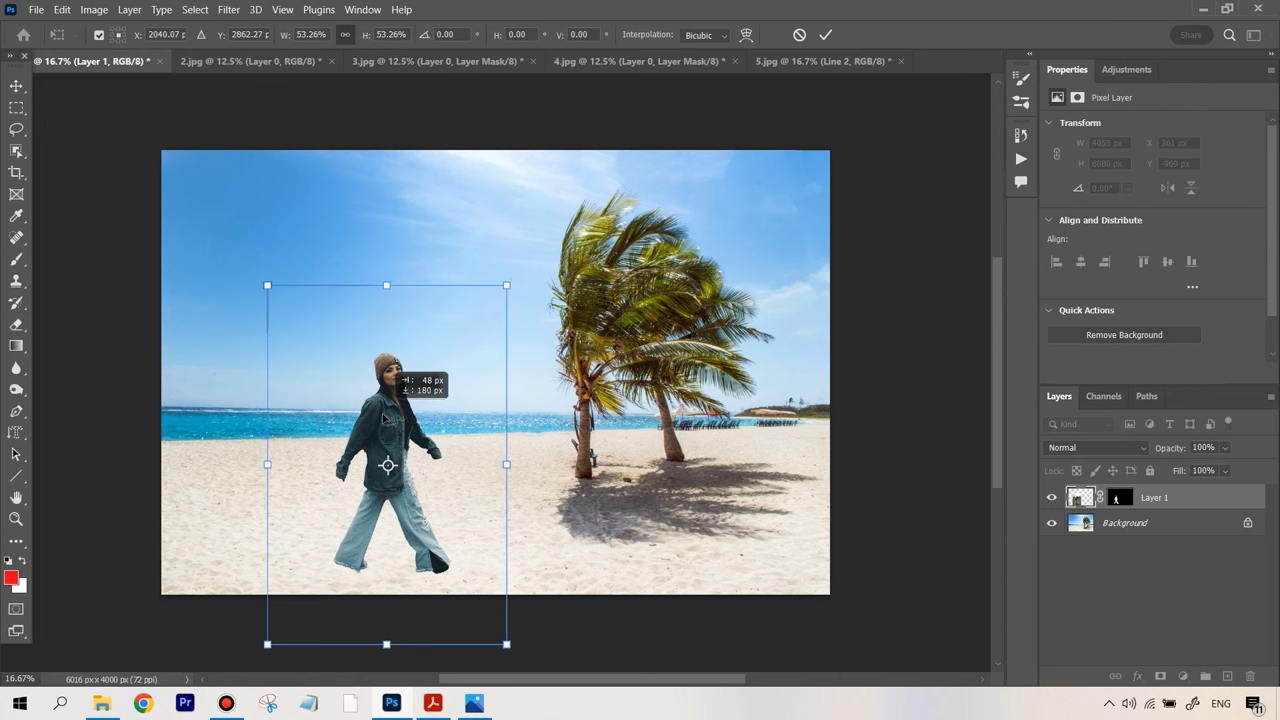 Ps File Edit Image Layer Type Select Filter 3D View Plugins Window Help
X: 2040.07 p Y: 2862.27 p W: 53.26% H: 53.26% 0.00 ° H: 0.00 ° V: 0.00 ° Interpolation: Bicubic Share
@ 16.7% (Layer 1, RGB/8) * × 2.jpg @ 12.5% (Layer 0, RGB/8) * × 3.jpg @ 12.5% (Layer 0, Layer Mask/8) * × 4.jpg @ 12.5% (Layer 0, Layer Mask/8) * × 5.jpg @ 16.7% (Line 2, RGB/8) * ×
Properties Adjustments
Pixel Layer
Transform
W 4053 px X 361 px
H 6080 px Y -969 px
0.00°
Align and Distribute
Align:
Quick Actions
Remove Background
: 48 px
: 180 px
Layers Channels Paths
Kind
Normal Opacity: 100%
Lock: Fill: 100%
Layer 1
Background
16.67% 6016 px x 4000 px (72 ppi)
Pr Ps ENG 11